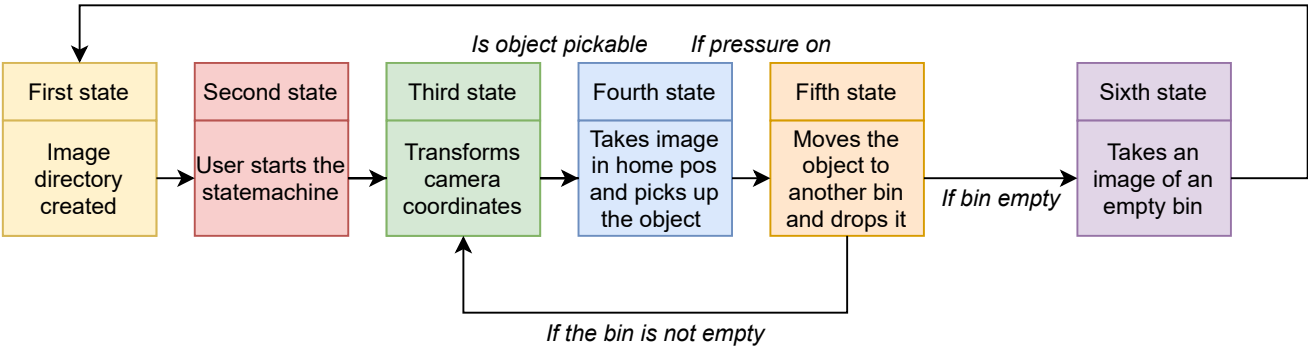 Is object pickable
If pressure on
First state
Image
directory
created
Second state
User starts the
statemachine
Third state
Transforms
camera
coordinates
Fourth state
Takes image
in home pos
and picks up
the object
Fifth state
Moves the
object to
another bin
and drops it
If bin empty
Sixth state
Takes an
image of an
empty bin
If the bin is not empty